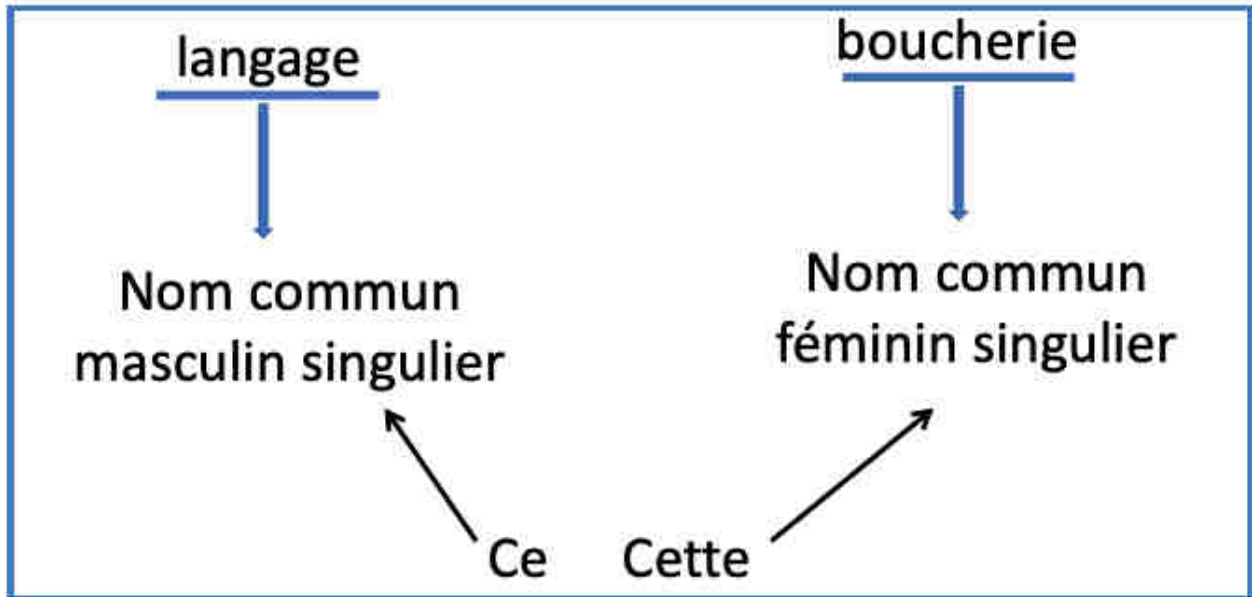 langage
boucherie
Nom commun
masculin singulier
Nom commun
féminin singulier
Ce
Cette